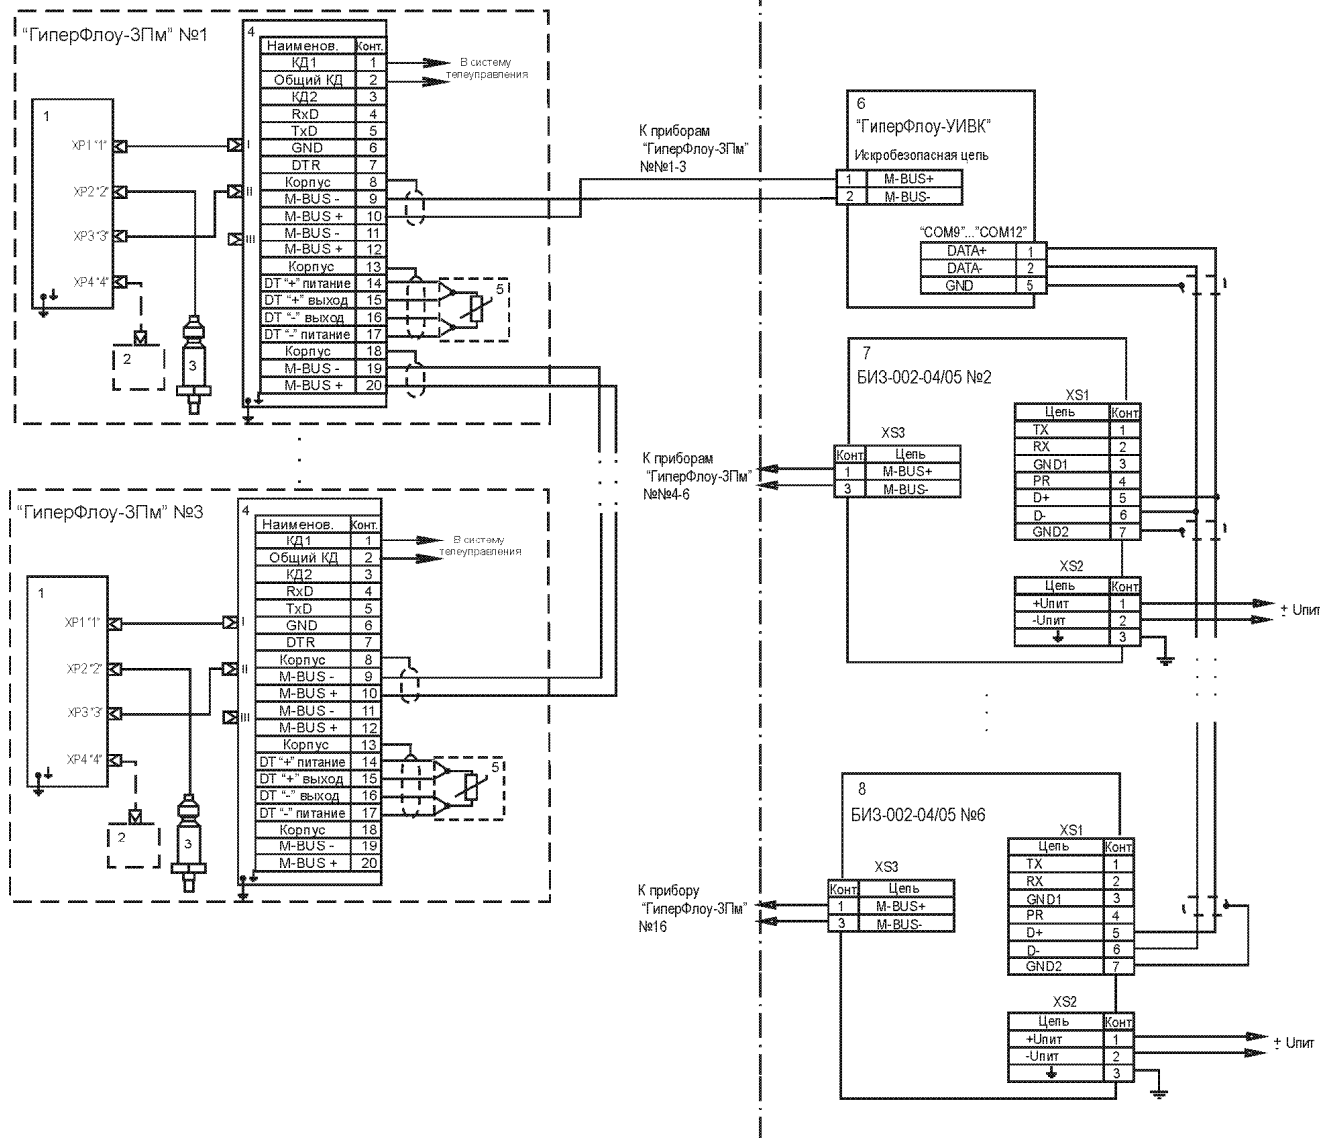 “ГиперФлоу-3Пм” №1
4
Наименов. Конт.
КД1 1
Общий КД 2
КД2 3
RxD 4
TxD 5
GND 6
DTR 7
Корпус 8
M-BUS - 9
M-BUS + 10
M-BUS - 11
M-BUS + 12
Корпус 13
DT “+” питание 14
DT “+” выход 15
DT “-” выход 16
DT “-” питание 17
Корпус 18
M-BUS - 19
M-BUS + 20
В систему
телеуправления
1
XP1 “1”
XP2 “2”
XP3 “3”
XP4 “4”
I
II
III
2
3
5
“ГиперФлоу-3Пм” №3
4
Наименов. Конт.
КД1 1
Общий КД 2
КД2 3
RxD 4
TxD 5
GND 6
DTR 7
Корпус 8
M-BUS - 9
M-BUS + 10
M-BUS - 11
M-BUS + 12
Корпус 13
DT “+” питание 14
DT “+” выход 15
DT “-” выход 16
DT “-” питание 17
Корпус 18
M-BUS - 19
M-BUS + 20
В систему
телеуправления
1
XP1 “1”
XP2 “2”
XP3 “3”
XP4 “4”
I
II
III
2
3
5
К приборам
“ГиперФлоу-3Пм”
№№1-3
6
“ГиперФлоу-УИВК”
Искробезопасная цепь
1 M-BUS+
2 M-BUS-
“COM9”...”COM12”
DATA+ 1
DATA- 2
GND 5
7
БИЗ-002-04/05 №2
XS1
Цепь Конт
TX 1
RX 2
GND1 3
PR 4
D+ 5
D- 6
GND2 7
XS3
Конт Цепь
1 M-BUS+
3 M-BUS-
К приборам
“ГиперФлоу-3Пм”
№№4-6
XS2
Цепь Конт
+Uпит 1
-Uпит 2
3
± Uпит
8
БИЗ-002-04/05 №6
XS1
Цепь Конт
TX 1
RX 2
GND1 3
PR 4
D+ 5
D- 6
GND2 7
XS3
Конт Цепь
1 M-BUS+
3 M-BUS-
К прибору
“ГиперФлоу-3Пм”
№16
XS2
Цепь Конт
+Uпит 1
-Uпит 2
3
± Uпит